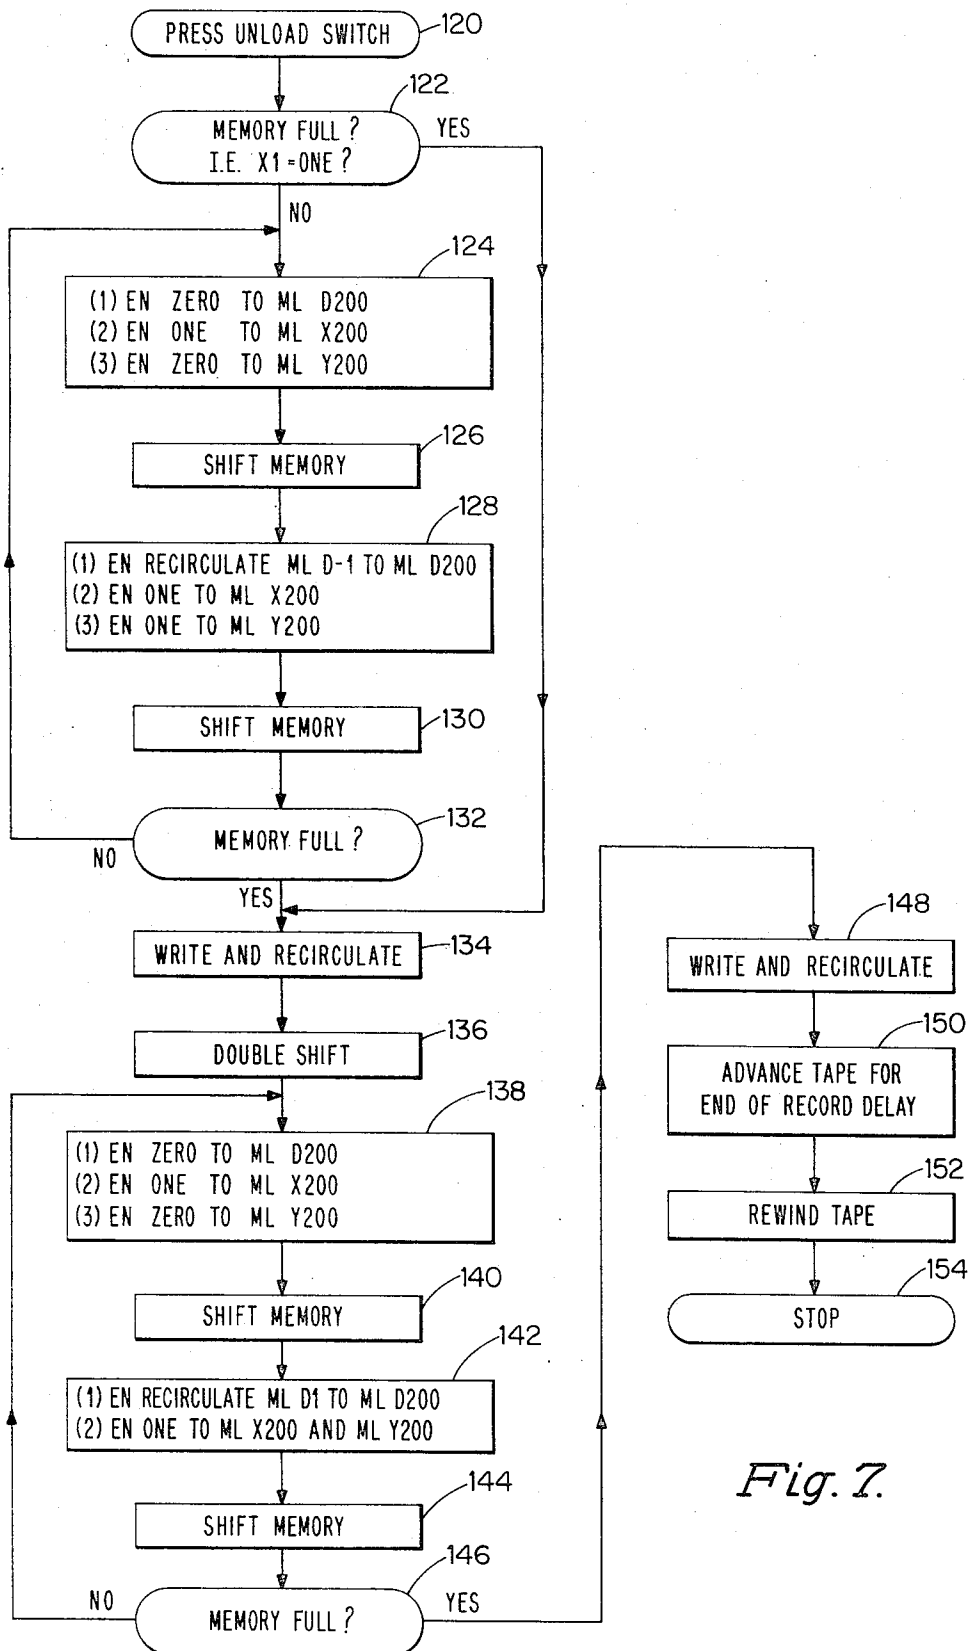 PRESS UNLOAD SWITCH
120
122
MEMORY FULL?
I.E. X1=ONE?
YES
NO
124
(1) EN ZERO TO ML D200
(2) EN ONE TO ML X200
(3) EN ZERO TO ML Y200
126
SHIFT MEMORY
128
(1) EN RECIRCULATE ML D-1 TO ML D200
(2) EN ONE TO ML X200
(3) EN ONE TO ML Y200
SHIFT MEMORY
130
MEMORY FULL?
132
NO
YES
WRITE AND RECIRCULATE
134
136
DOUBLE SHIFT
138
(1) EN ZERO TO ML D200
(2) EN ONE TO ML X200
(3) EN ZERO TO ML Y200
140
SHIFT MEMORY
142
(1) EN RECIRCULATE ML D1 TO ML D200
(2) EN ONE TO ML X200 AND ML Y200
144
SHIFT MEMORY
146
NO
MEMORY FULL?
YES
148
WRITE AND RECIRCULATE
150
ADVANCE TAPE FOR
END OF RECORD DELAY
152
REWIND TAPE
154
STOP
Fig. 7.